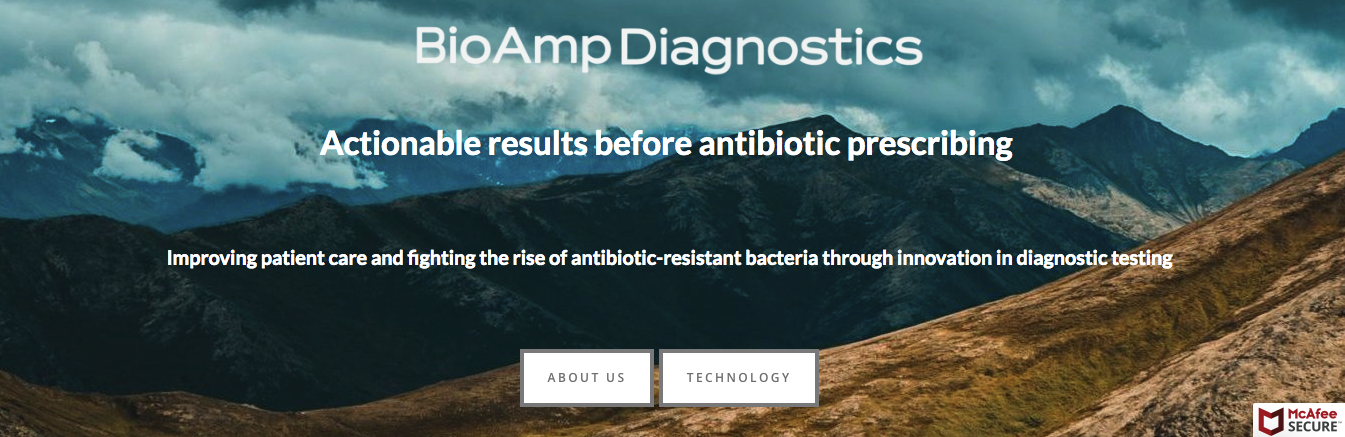 BioAmp Diagnostics
Actionable results before antibiotic prescribing
Improving patient care and fighting the rise of antibiotic-resistant bacteria through innovation in diagnostic testing
ABOUT US
TECHNOLOGY
McAfee
SECURE™